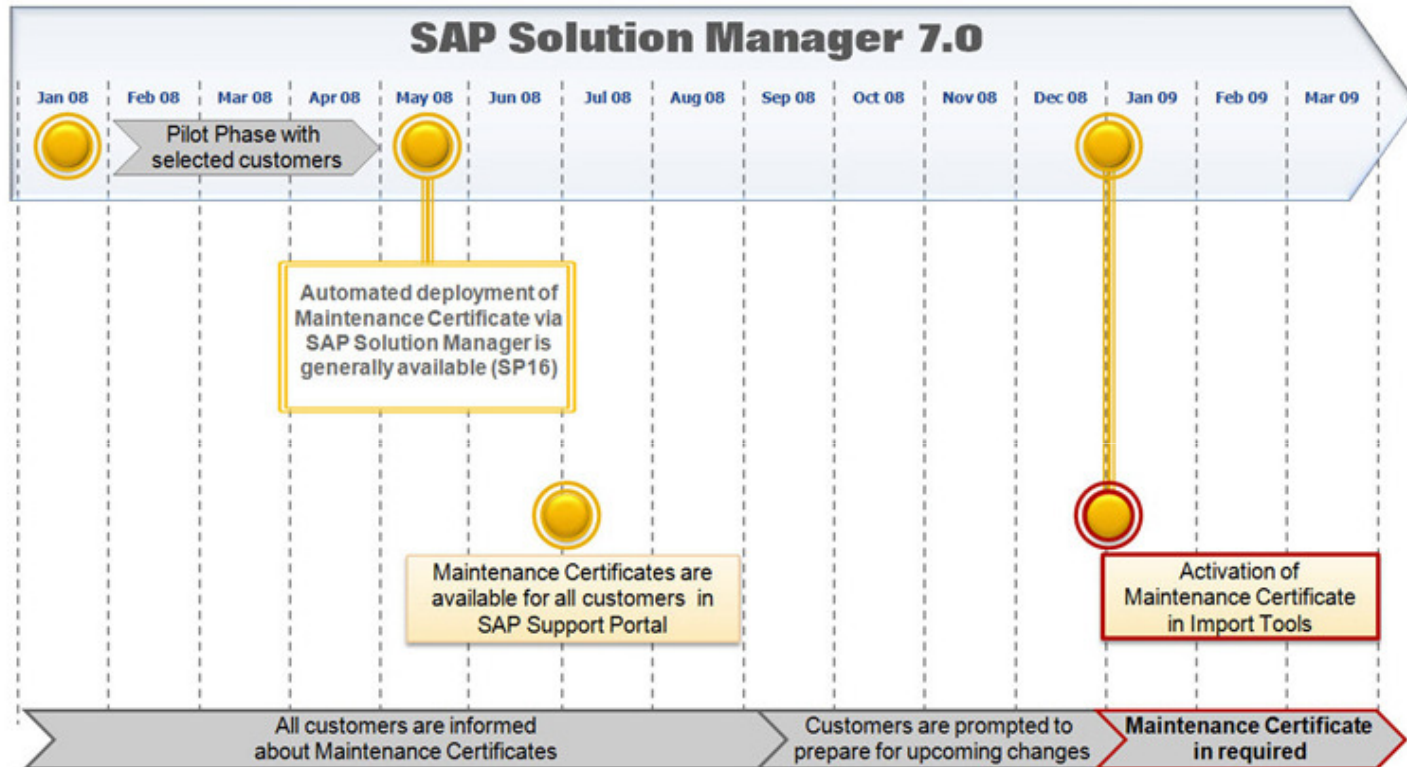 SAP Solution Manager 7.0
Jan 08 Feb 08 Mar 08 Apr 08 May 08 Jun 08 Jul 08 Aug 08 Sep 08 Oct 08 Nov 08 Dec 08 Jan 09 Feb 09 Mar 09
Pilot Phase with
selected customers
Automated deployment of
Maintenance Certificate via
SAP Solution Manager is
generally available (SP16)
Maintenance Certificates are
available for all customers in
SAP Support Portal
Activation of
Maintenance Certificate
in Import Tools
All customers are informed
about Maintenance Certificates
Customers are prompted to
prepare for upcoming changes
Maintenance Certificate
in required